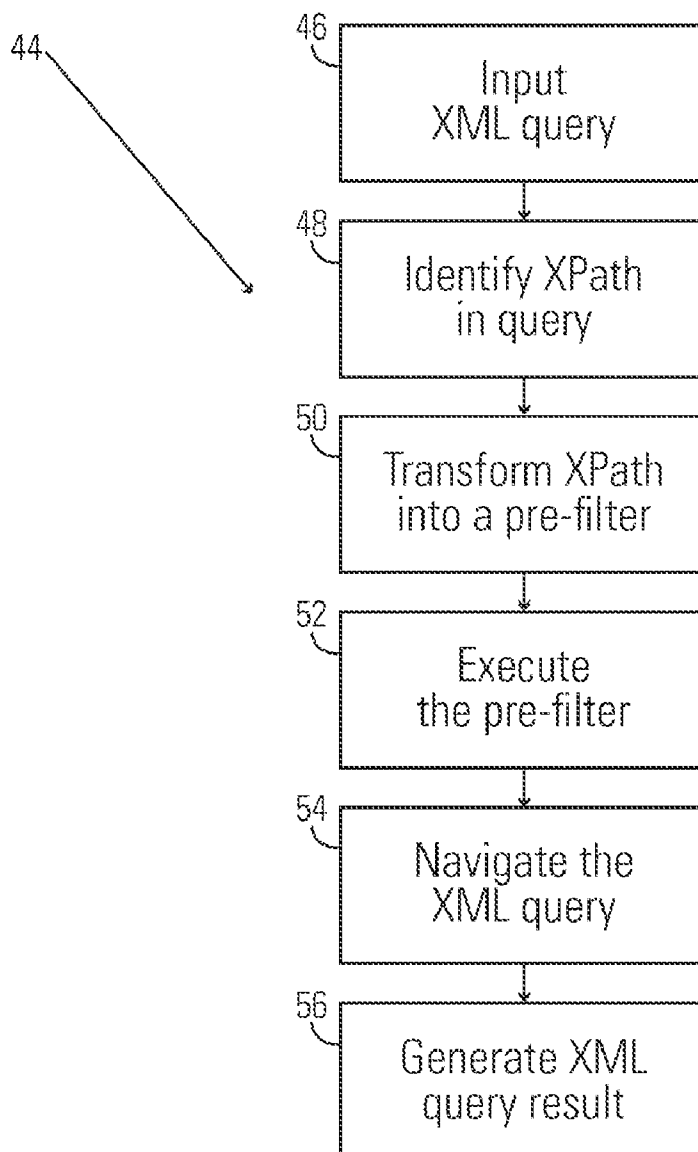 44
46
Input
XML query
48
Identify XPath
in query
50
Transform XPath
into a pre-filter
52
Execute
the pre-filter
54
Navigate the
XML query
56
Generate XML
query result